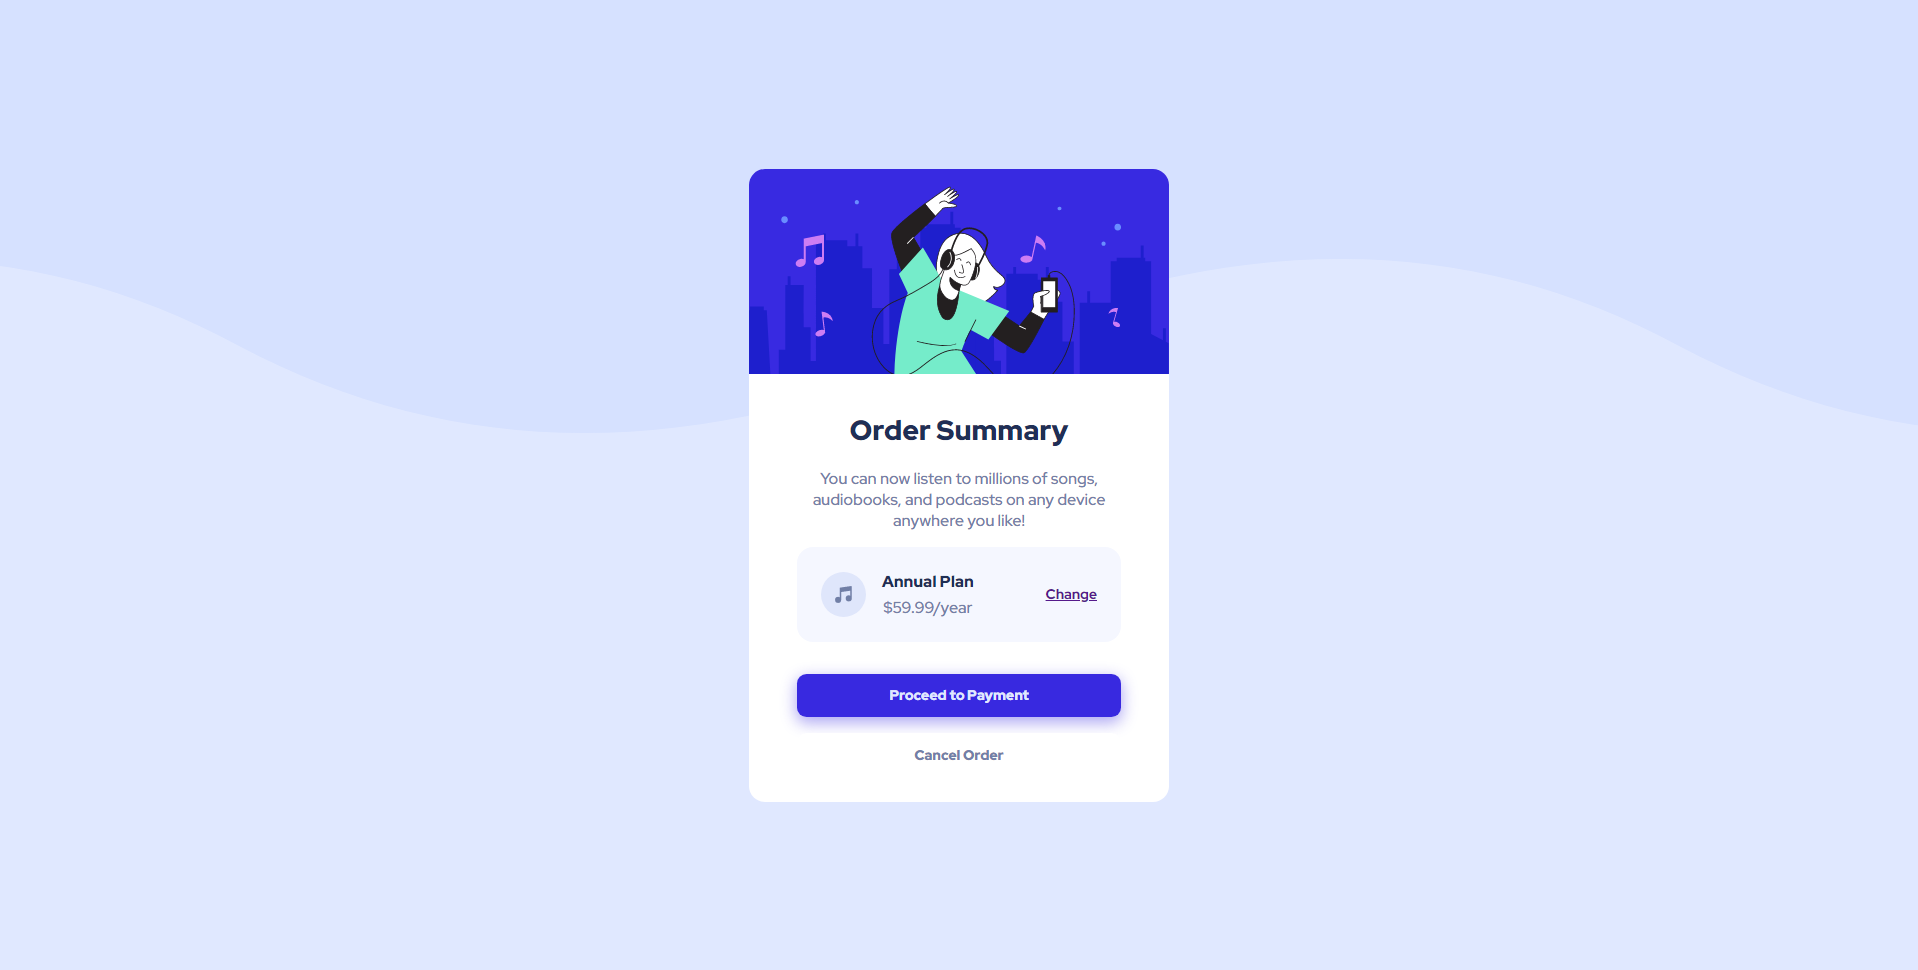 Order Summary
You can now listen to millions of songs,
audiobooks, and podcasts on any device
anywhere you like!
Annual Plan
$59.99/year
Change
Proceed to Payment
Cancel Order